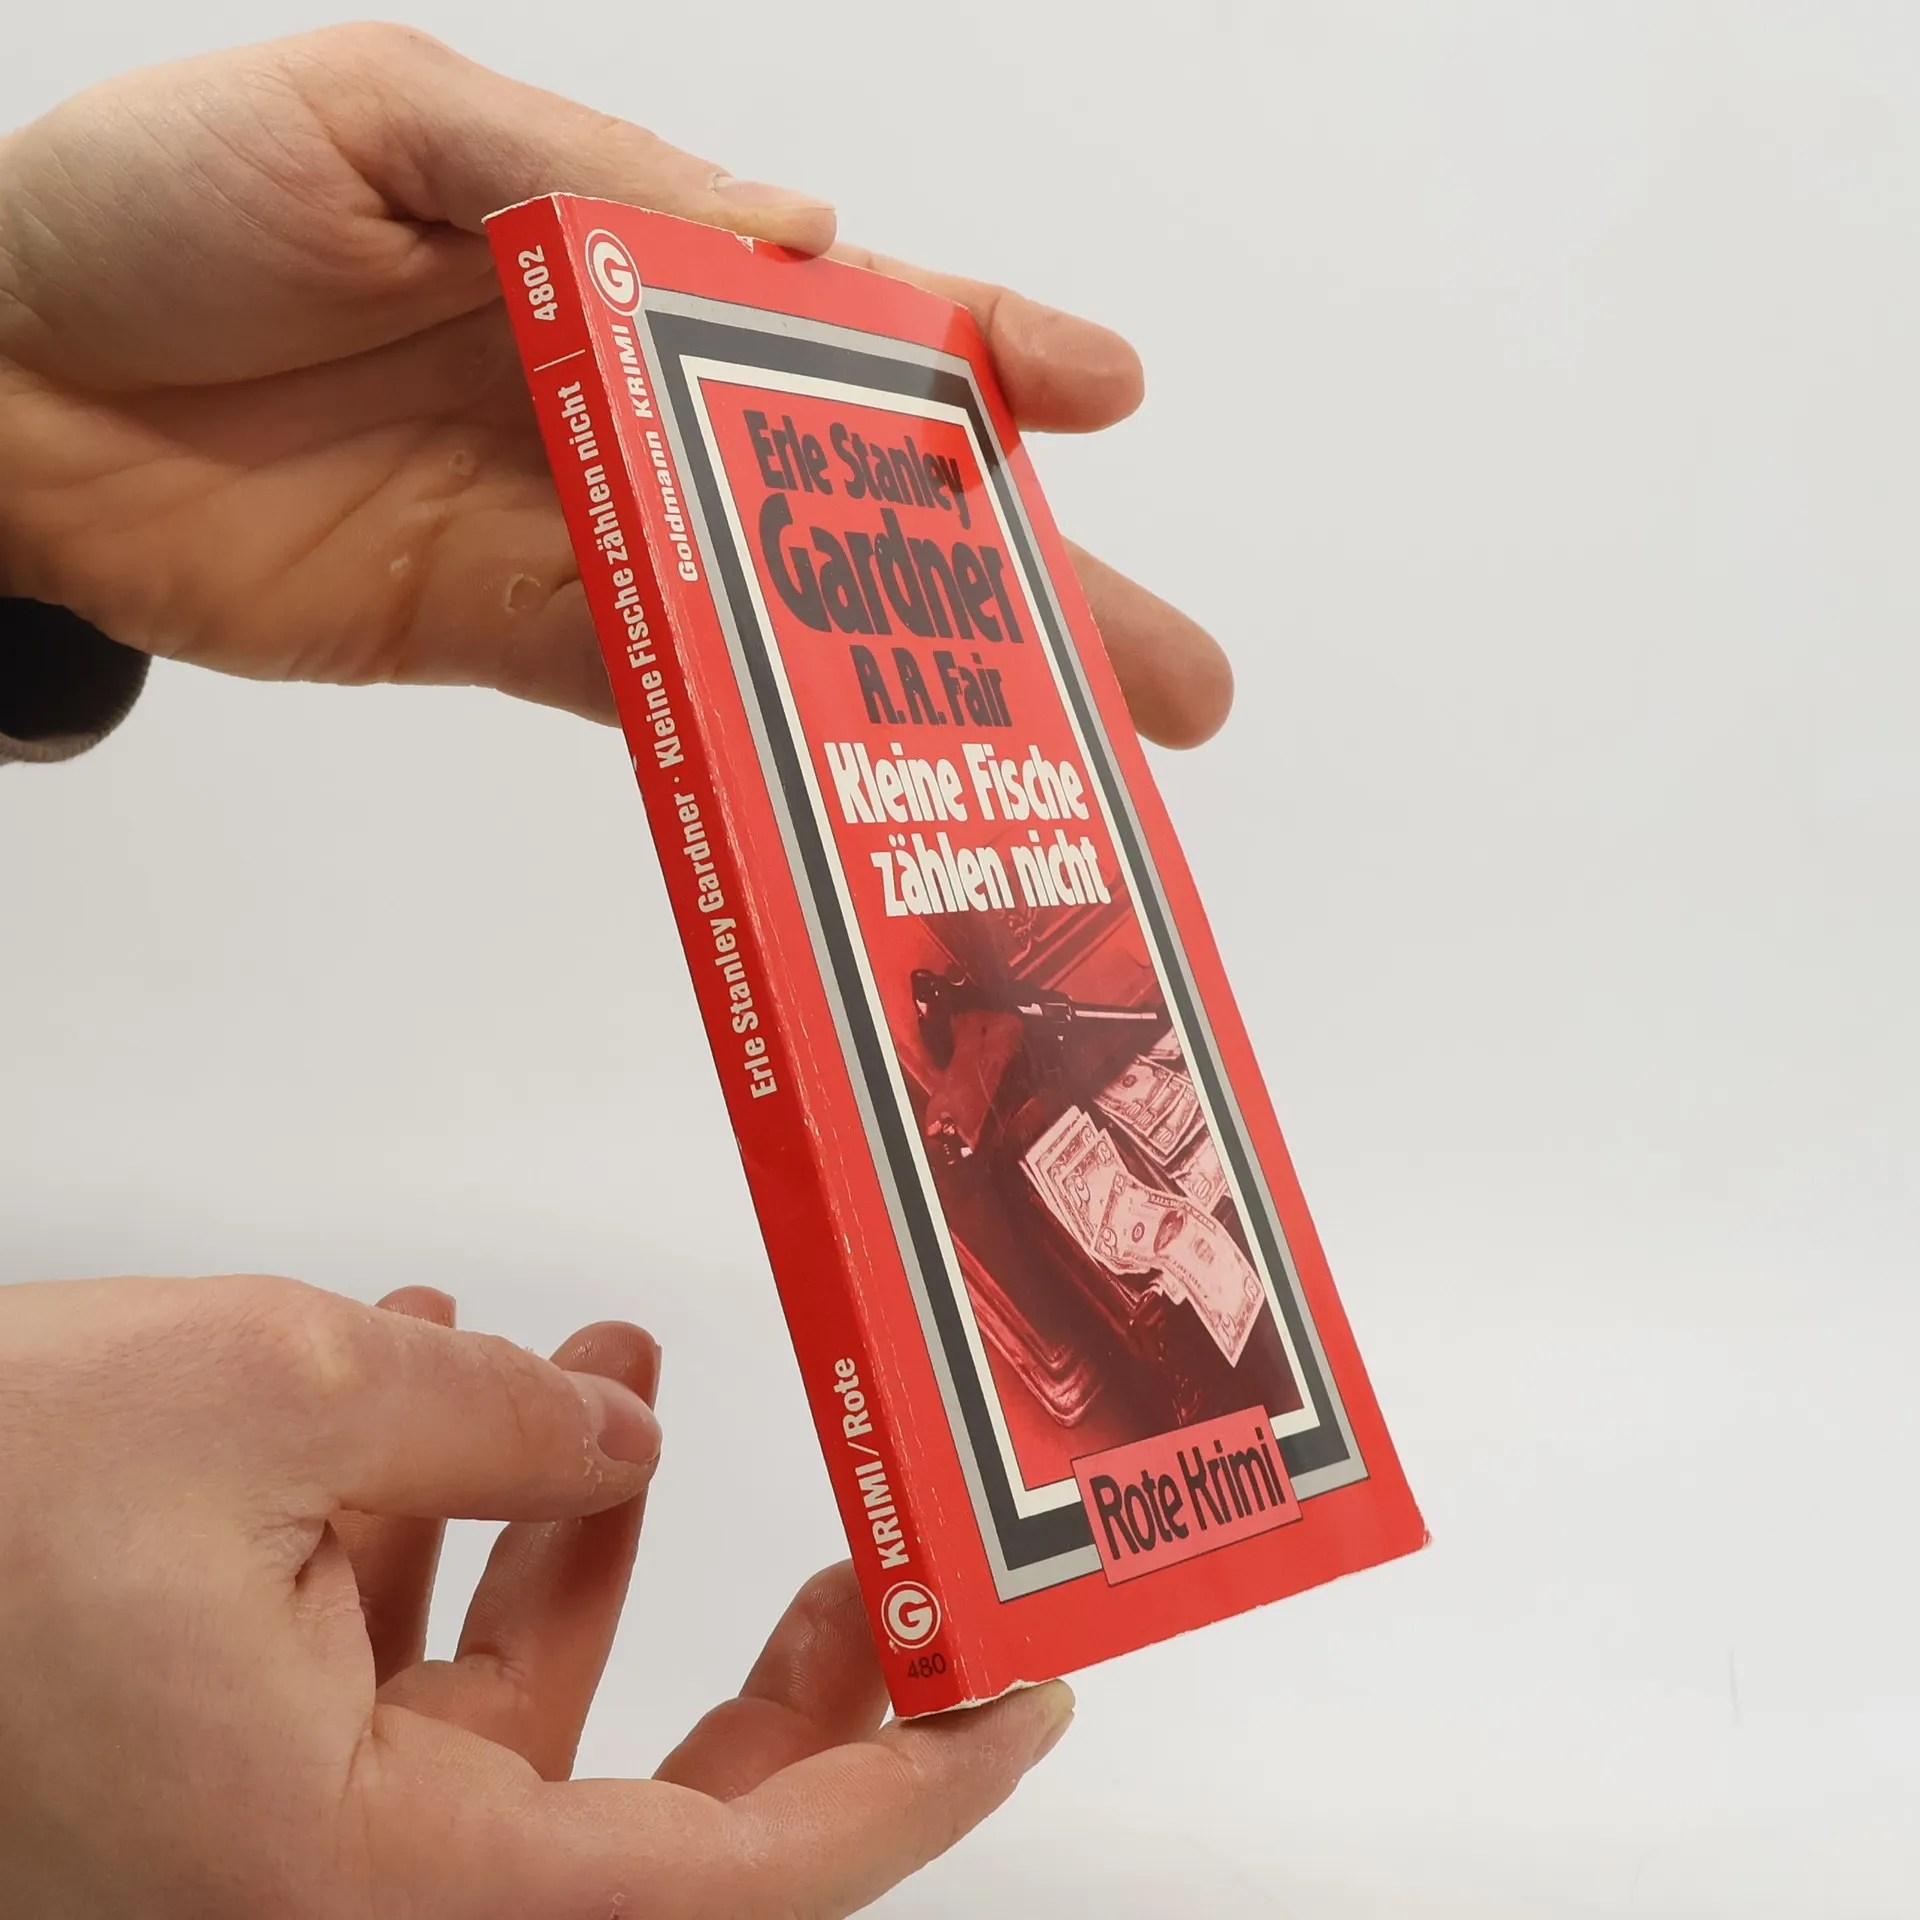 4802
Erle Stanley Gardner · Kleine Fische zählen nicht
KRIMI/Rote
G
480
G
Goldmann KRIMI
Erle Stanley
Gardner
A.A. Fair
Kleine Fische
zählen nicht
Rote Krimi